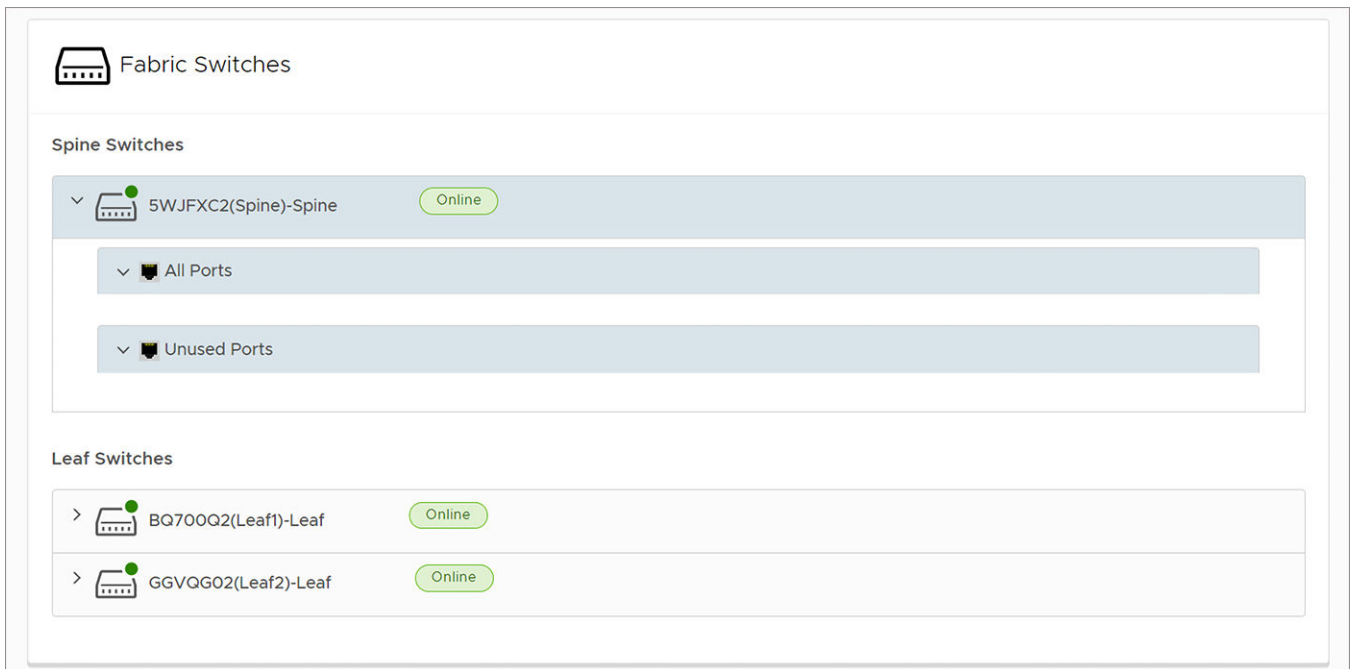 Fabric Switches
Spine Switches
5WJFXC2(Spine)-Spine Online
All Ports
Unused Ports
Leaf Switches
BQ700Q2(Leaf1)-Leaf Online
GGVQG02(Leaf2)-Leaf Online